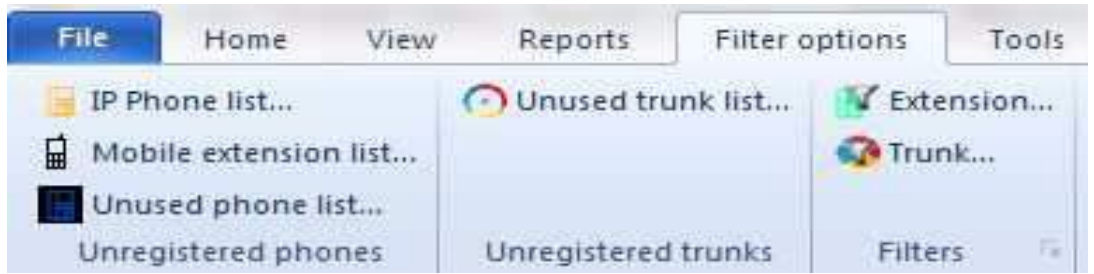 File Home View Reports Filter options Tools
IP Phone list... Unused trunk list... Extension...
Mobile extension list... Trunk...
Unused phone list...
Unregistered phones Unregistered trunks Filters